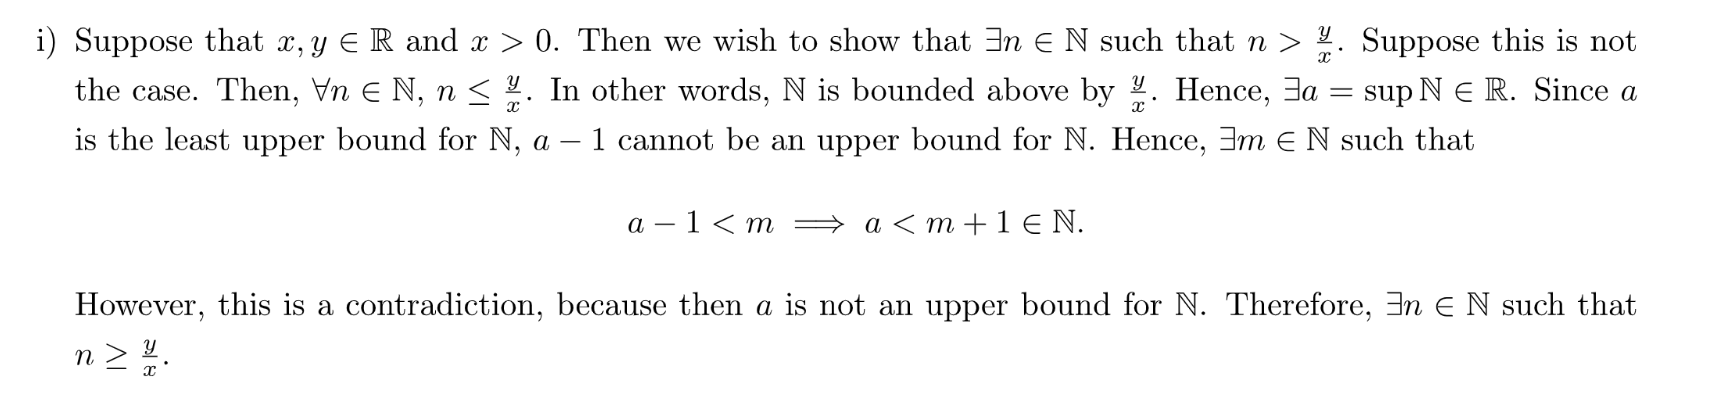 i) Suppose that x, y ∈ ℝ and x > 0. Then we wish to show that ∃n ∈ ℕ such that n > y/x. Suppose this is not
the case. Then, ∀n ∈ ℕ, n ≤ y/x. In other words, ℕ is bounded above by y/x. Hence, ∃a = sup ℕ ∈ ℝ. Since a
is the least upper bound for ℕ, a − 1 cannot be an upper bound for ℕ. Hence, ∃m ∈ ℕ such that
a − 1 < m ⟹ a < m + 1 ∈ ℕ.
However, this is a contradiction, because then a is not an upper bound for ℕ. Therefore, ∃n ∈ ℕ such that
n ≥ y/x.